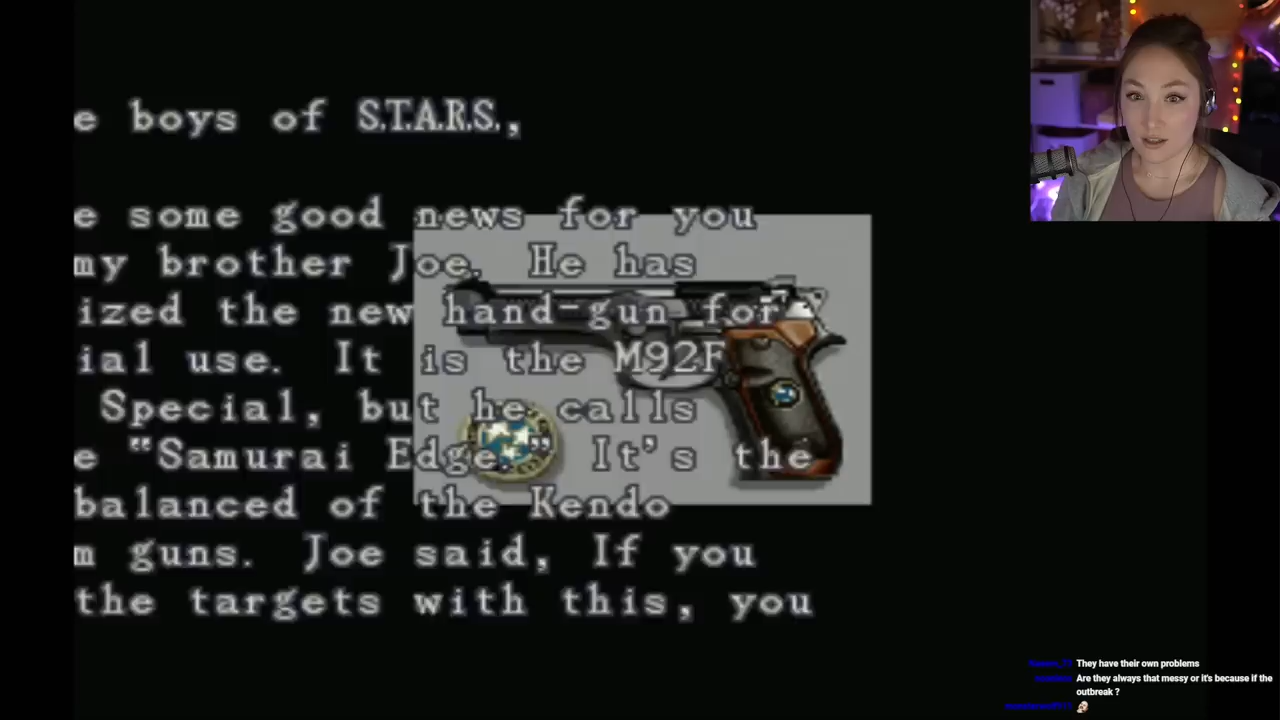 e boys of S.T.A.R.S.,
e some good news for you
my brother Joe. He has
ized the new hand-gun for
ial use. It is the M92F
Special, but he calls
e "Samurai Edge." It's the
balanced of the Kendo
m guns. Joe said, If you
the targets with this, you
They have their own problems
Are they always that messy or it's because if the
outbreak ?